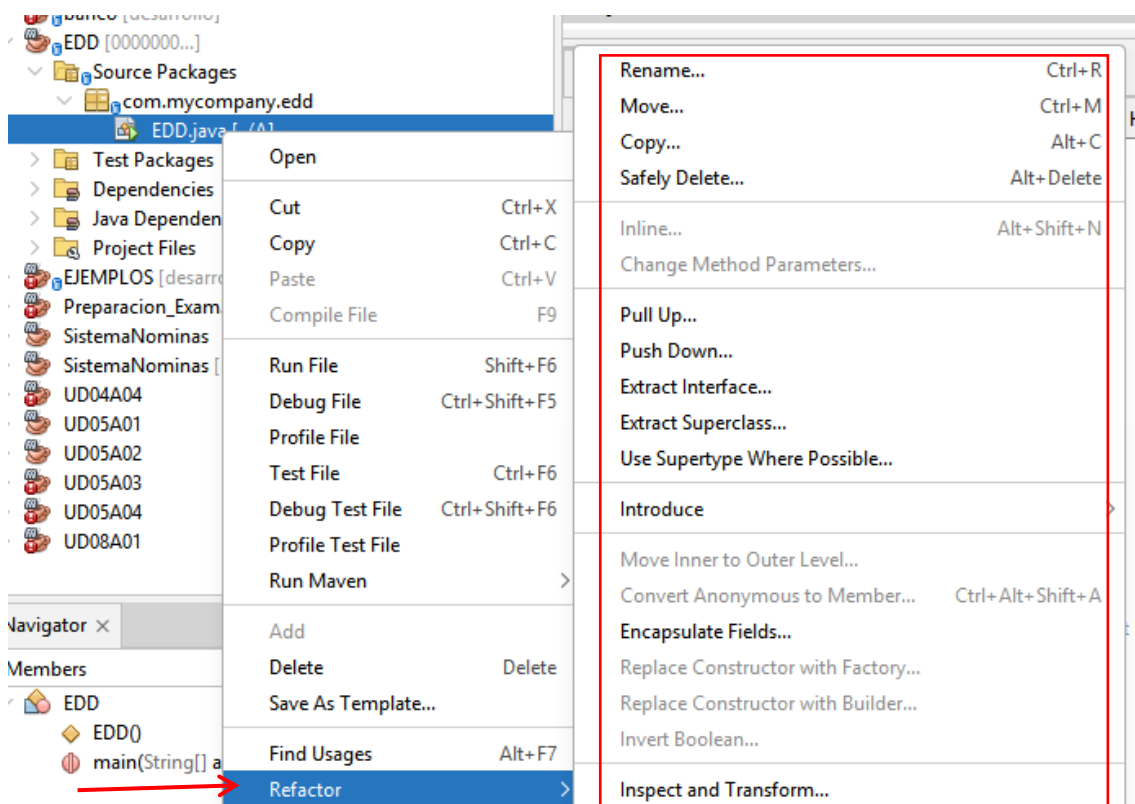 banco [desarrollo]
EDD [0000000...]
Source Packages
com.mycompany.edd
EDD.java [-/A]
Test Packages
Dependencies
Java Dependen
Project Files
EJEMPLOS [desarro
Preparacion_Exam
SistemaNominas
SistemaNominas [
UD04A04
UD05A01
UD05A02
UD05A03
UD05A04
UD08A01
Navigator
Members
EDD
EDD()
main(String[] a
Open
Cut Ctrl+X
Copy Ctrl+C
Paste Ctrl+V
Compile File F9
Run File Shift+F6
Debug File Ctrl+Shift+F5
Profile File
Test File Ctrl+F6
Debug Test File Ctrl+Shift+F6
Profile Test File
Run Maven
Add
Delete Delete
Save As Template...
Find Usages Alt+F7
Refactor
Rename... Ctrl+R
Move... Ctrl+M
Copy... Alt+C
Safely Delete... Alt+Delete
Inline... Alt+Shift+N
Change Method Parameters...
Pull Up...
Push Down...
Extract Interface...
Extract Superclass...
Use Supertype Where Possible...
Introduce
Move Inner to Outer Level...
Convert Anonymous to Member... Ctrl+Alt+Shift+A
Encapsulate Fields...
Replace Constructor with Factory...
Replace Constructor with Builder...
Invert Boolean...
Inspect and Transform...